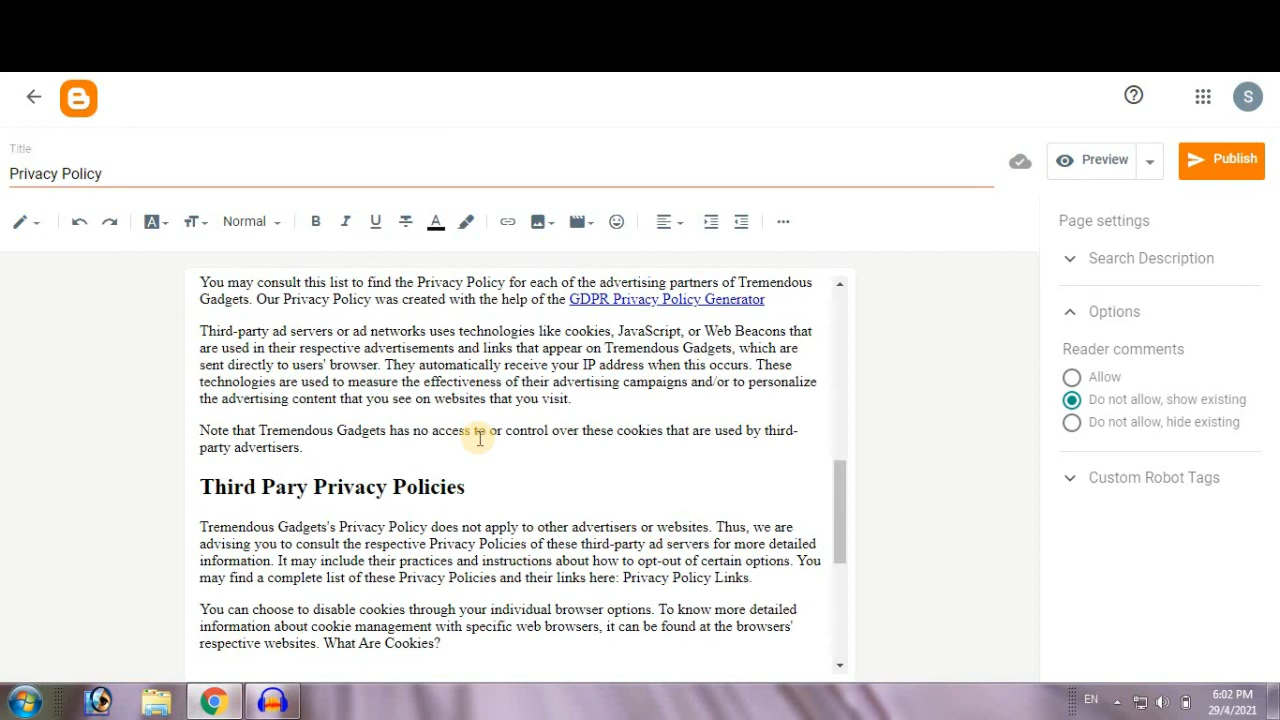 S
Title
Privacy Policy
Preview
Publish
Normal
B I U A
Page settings
Search Description
Options
Reader comments
Allow
Do not allow, show existing
Do not allow, hide existing
Custom Robot Tags
You may consult this list to find the Privacy Policy for each of the advertising partners of Tremendous
Gadgets. Our Privacy Policy was created with the help of the GDPR Privacy Policy Generator
Third-party ad servers or ad networks uses technologies like cookies, JavaScript, or Web Beacons that
are used in their respective advertisements and links that appear on Tremendous Gadgets, which are
sent directly to users' browser. They automatically receive your IP address when this occurs. These
technologies are used to measure the effectiveness of their advertising campaigns and/or to personalize
the advertising content that you see on websites that you visit.
Note that Tremendous Gadgets has no access to or control over these cookies that are used by third-
party advertisers.
Third Pary Privacy Policies
Tremendous Gadgets's Privacy Policy does not apply to other advertisers or websites. Thus, we are
advising you to consult the respective Privacy Policies of these third-party ad servers for more detailed
information. It may include their practices and instructions about how to opt-out of certain options. You
may find a complete list of these Privacy Policies and their links here: Privacy Policy Links.
You can choose to disable cookies through your individual browser options. To know more detailed
information about cookie management with specific web browsers, it can be found at the browsers'
respective websites. What Are Cookies?
EN
6:02 PM
29/4/2021